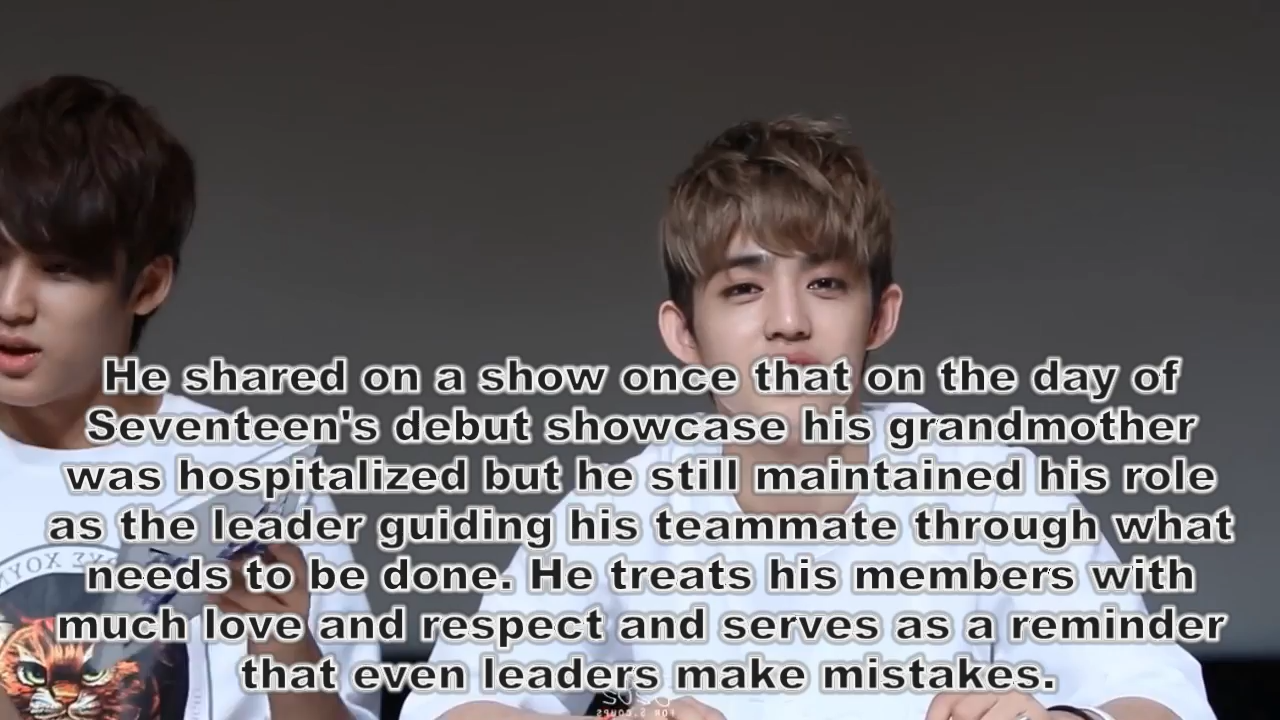 He shared on a show once that on the day of
Seventeen's debut showcase his grandmother
was hospitalized but he still maintained his role
as the leader guiding his teammate through what
needs to be done. He treats his members with
much love and respect and serves as a reminder
that even leaders make mistakes.
FOR S.COUPS